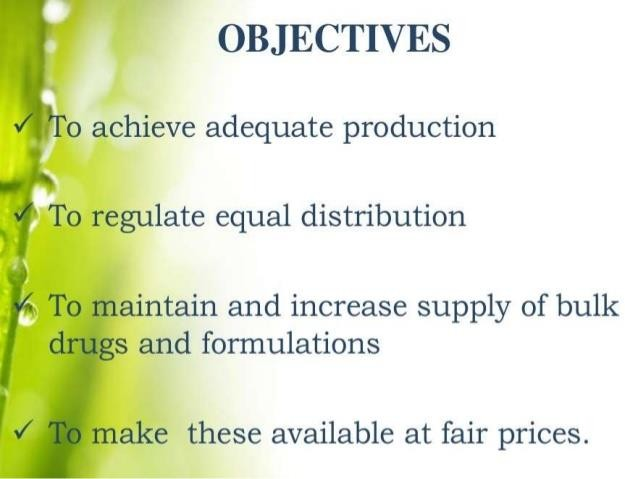 OBJECTIVES
✓ To achieve adequate production
✓ To regulate equal distribution
✓ To maintain and increase supply of bulk
drugs and formulations
✓ To make these available at fair prices.